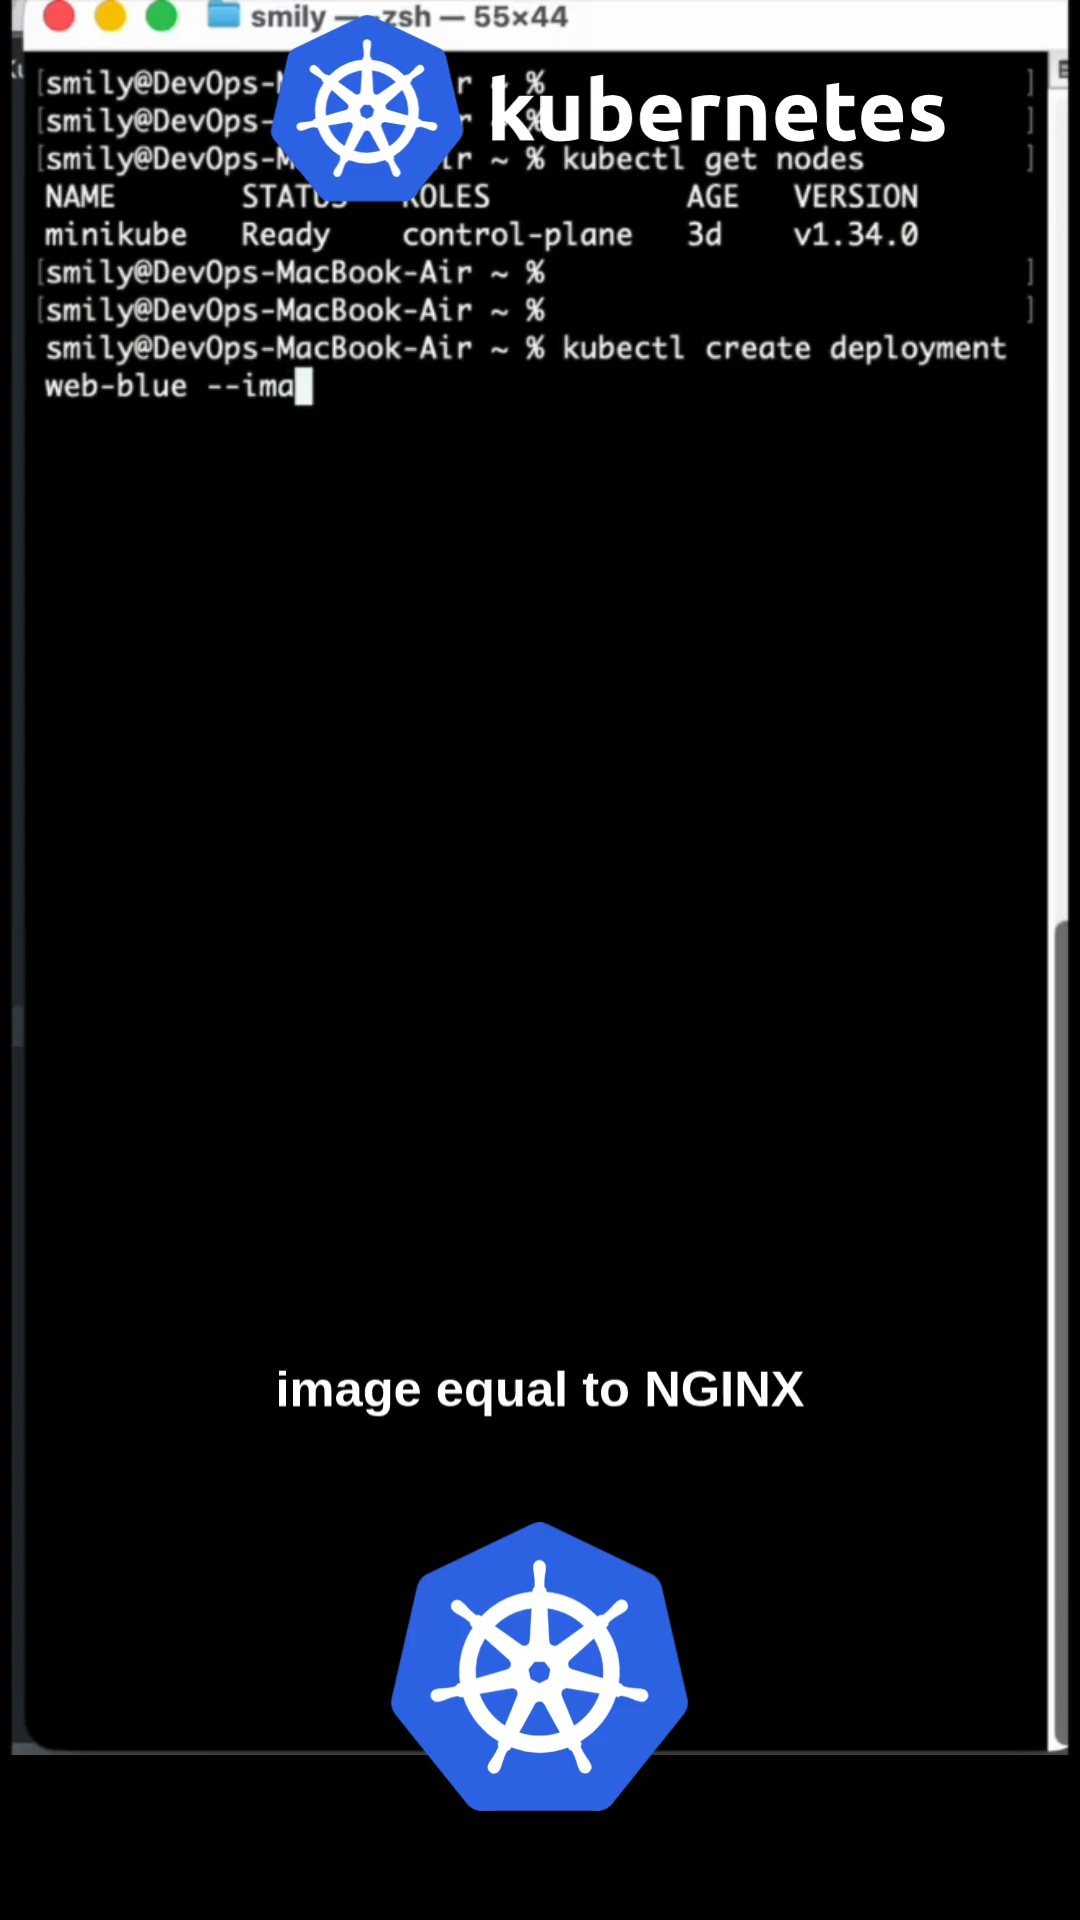 smily — -zsh — 55×44
[smily@DevOps-M r ~ % ]
kubernetes
[smily@DevOps- ]
[smily@DevOps-M ir ~ % kubectl get nodes ]
NAME STATUS ROLES AGE VERSION
minikube Ready control-plane 3d v1.34.0
[smily@DevOps-MacBook-Air ~ % ]
[smily@DevOps-MacBook-Air ~ % ]
smily@DevOps-MacBook-Air ~ % kubectl create deployment
web-blue --ima
image equal to NGINX